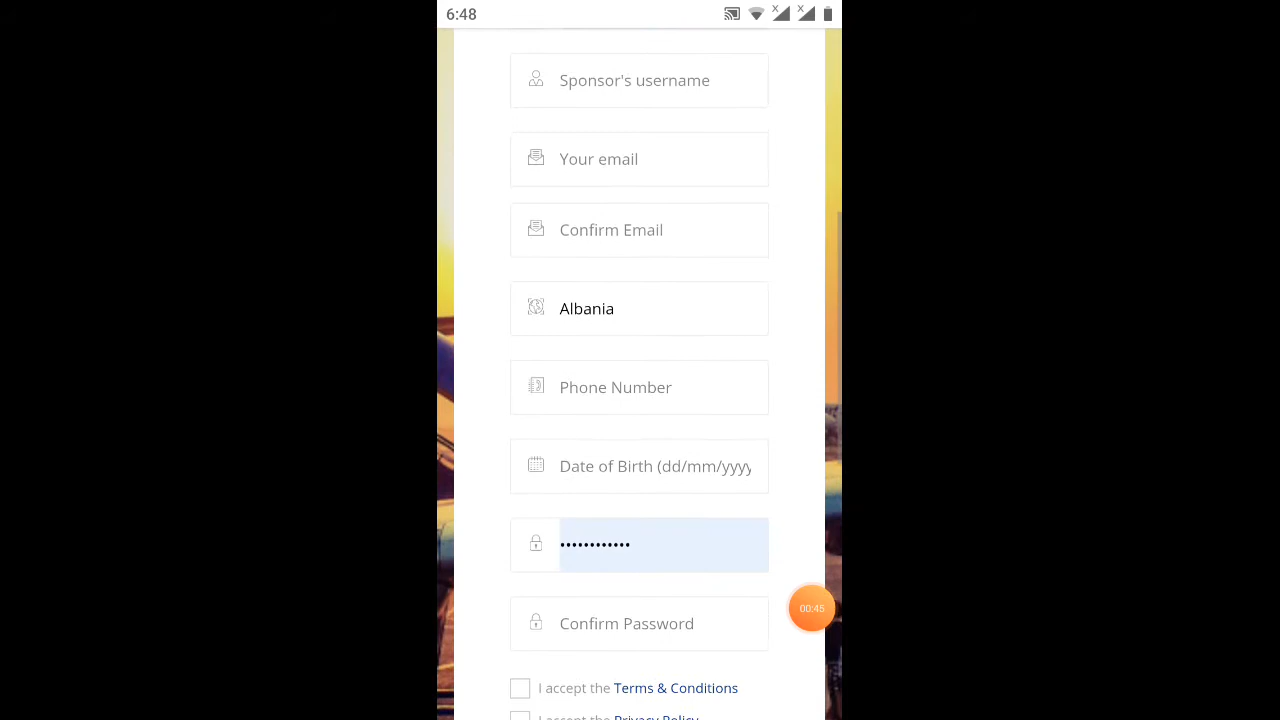 6:48
Sponsor's username
Your email
Confirm Email
Albania
Phone Number
Date of Birth (dd/mm/yyyy
••••••••••••
Confirm Password
00:45
I accept the Terms & Conditions
I accept the Privacy Policy